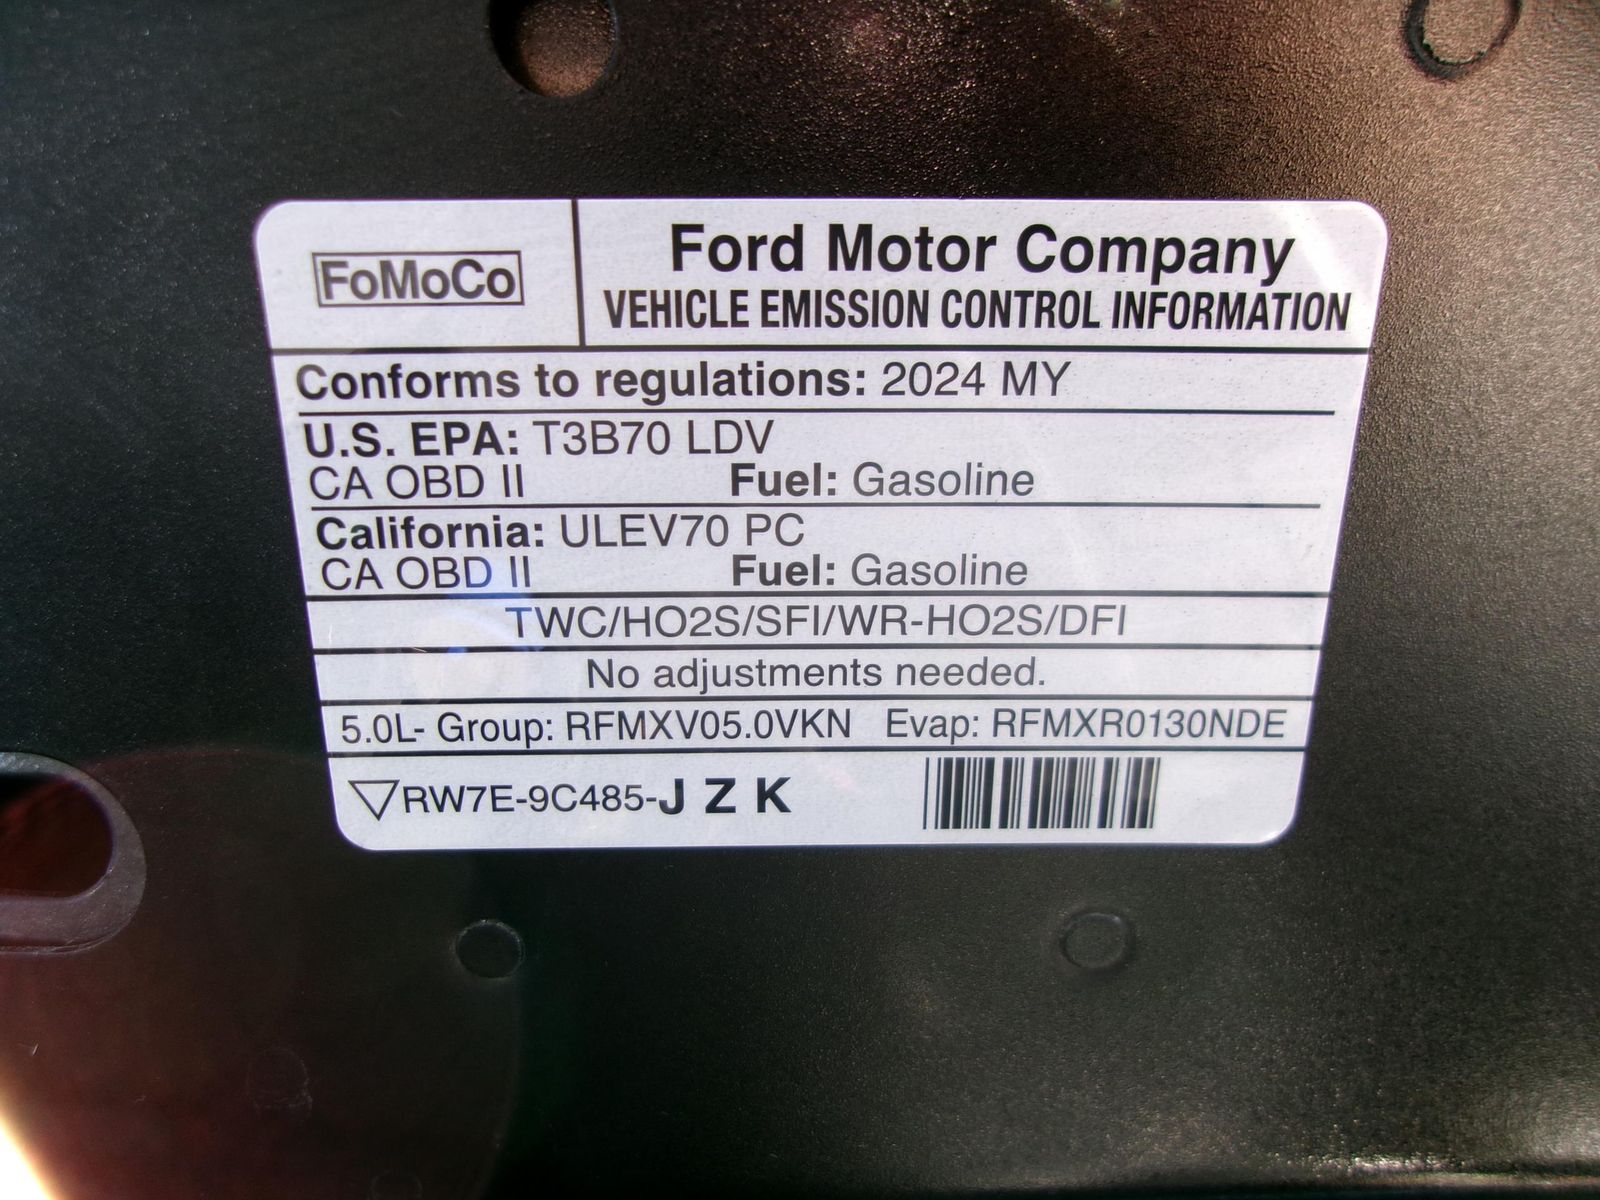 FoMoCo
Ford Motor Company
VEHICLE EMISSION CONTROL INFORMATION
Conforms to regulations: 2024 MY
U.S. EPA: T3B70 LDV
CA OBD II Fuel: Gasoline
California: ULEV70 PC
CA OBD II Fuel: Gasoline
TWC/HO2S/SFI/WR-HO2S/DFI
No adjustments needed.
5.0L- Group: RFMXV05.0VKN Evap: RFMXR0130NDE
RW7E-9C485-J Z K